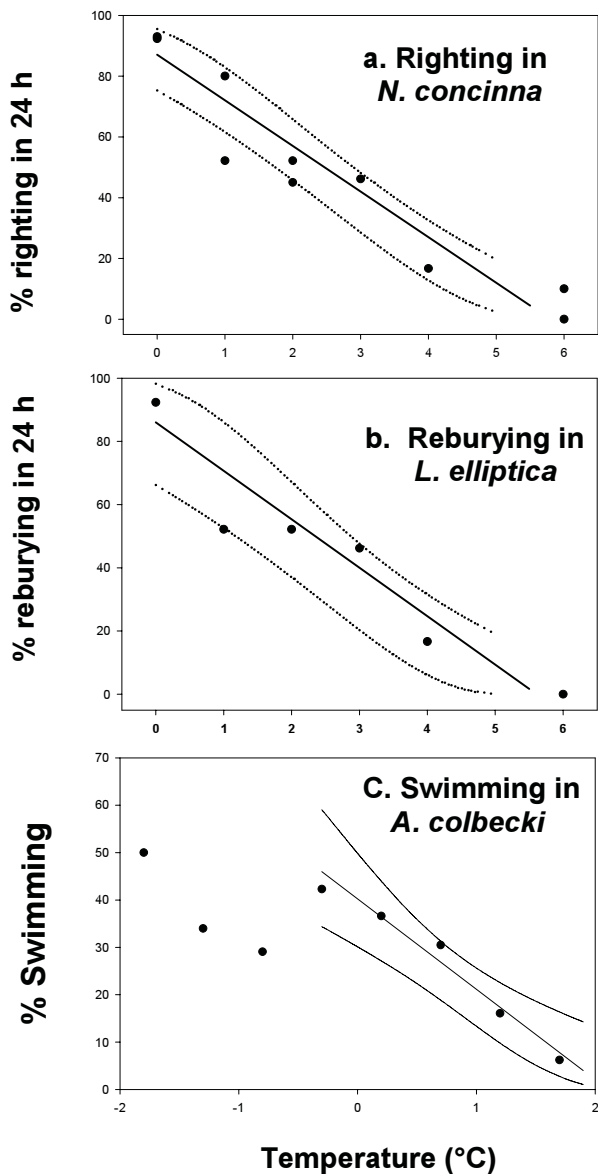 100
80
60
40
20
0
% righting in 24 h
a. Righting in
N. concinna
0 1 2 3 4 5 6
100
80
60
40
20
0
% reburying in 24 h
b. Reburying in
L. elliptica
0 1 2 3 4 5 6
70
60
50
40
30
20
10
0
% Swimming
C. Swimming in
A. colbecki
-2 -1 0 1 2
Temperature (°C)